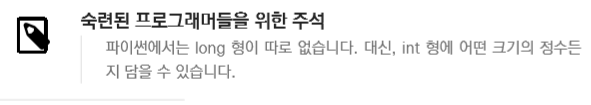 숙련된 프로그래머들을 위한 주석
파이썬에서는 long 형이 따로 없습니다. 대신, int 형에 어떤 크기의 정수든
지 담을 수 있습니다.